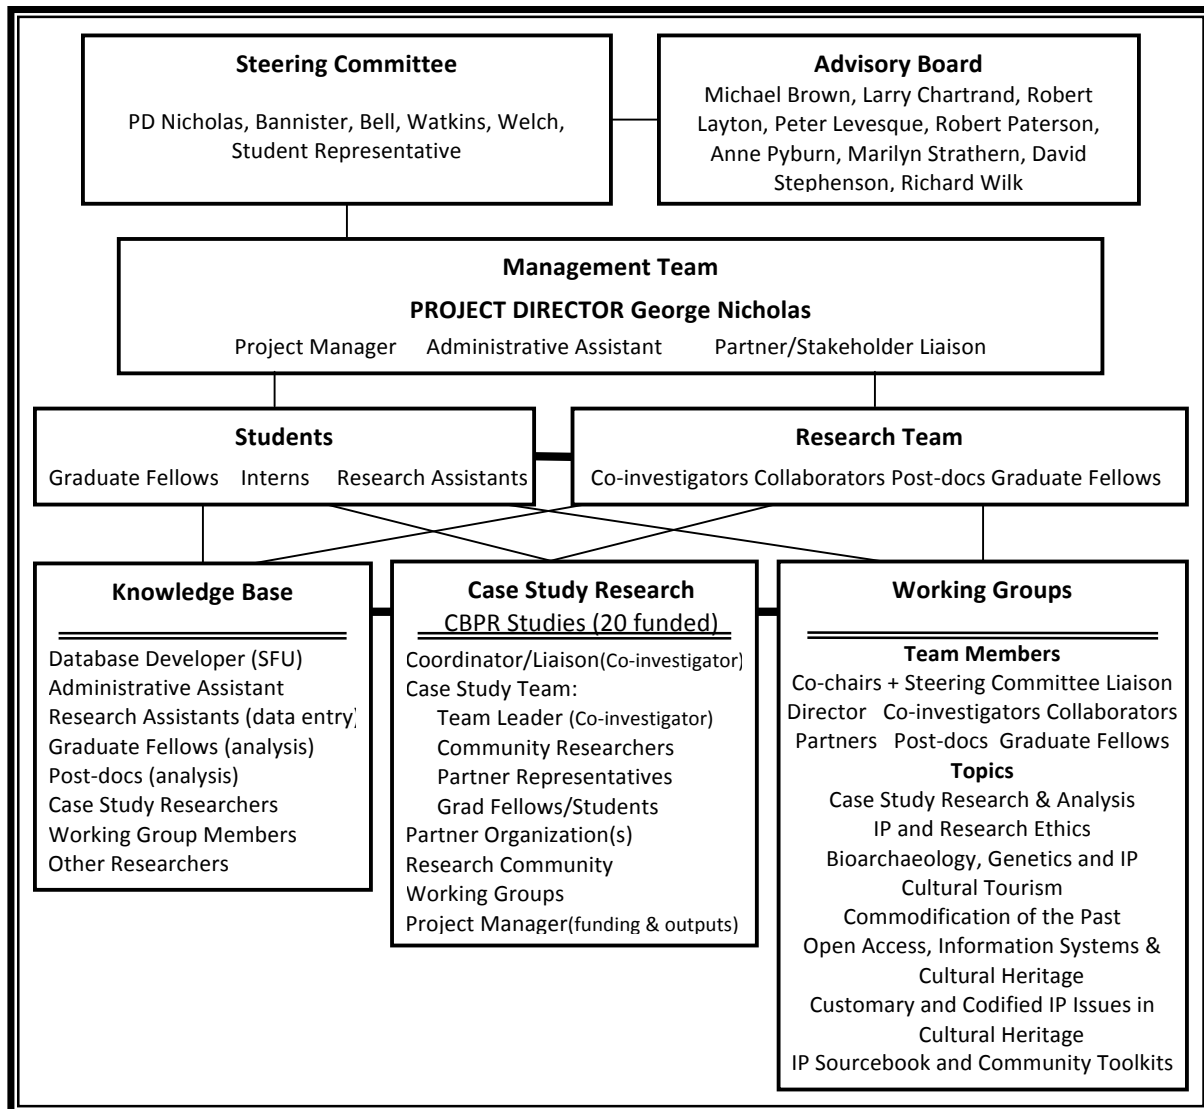 Steering Committee
PD Nicholas, Bannister, Bell, Watkins, Welch,
Student Representative
Advisory Board
Michael Brown, Larry Chartrand, Robert
Layton, Peter Levesque, Robert Paterson,
Anne Pyburn, Marilyn Strathern, David
Stephenson, Richard Wilk
Management Team
PROJECT DIRECTOR George Nicholas
Project Manager Administrative Assistant Partner/Stakeholder Liaison
Students
Graduate Fellows Interns Research Assistants
Research Team
Co-investigators Collaborators Post-docs Graduate Fellows
Knowledge Base
Database Developer (SFU)
Administrative Assistant
Research Assistants (data entry)
Graduate Fellows (analysis)
Post-docs (analysis)
Case Study Researchers
Working Group Members
Other Researchers
Case Study Research
CBPR Studies (20 funded)
Coordinator/Liaison(Co-investigator)
Case Study Team:
Team Leader (Co-investigator)
Community Researchers
Partner Representatives
Grad Fellows/Students
Partner Organization(s)
Research Community
Working Groups
Project Manager(funding & outputs)
Working Groups
Team Members
Co-chairs + Steering Committee Liaison
Director Co-investigators Collaborators
Partners Post-docs Graduate Fellows
Topics
Case Study Research & Analysis
IP and Research Ethics
Bioarchaeology, Genetics and IP
Cultural Tourism
Commodification of the Past
Open Access, Information Systems &
Cultural Heritage
Customary and Codified IP Issues in
Cultural Heritage
IP Sourcebook and Community Toolkits